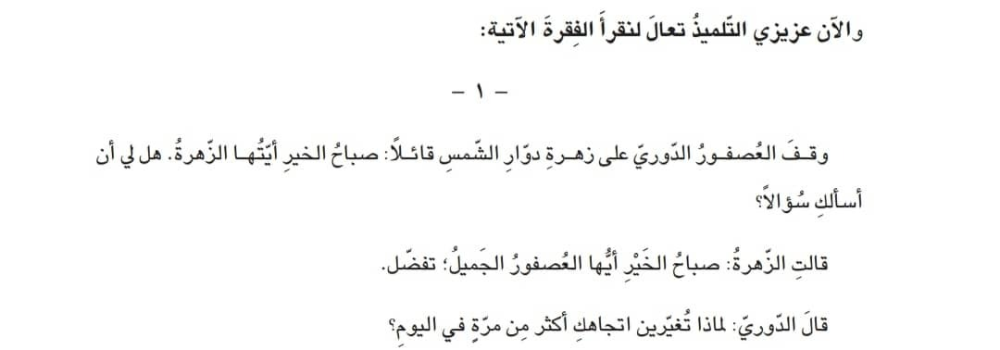 والآن عزيزي التّلميذُ تعالَ لنقرأَ الفِقرةَ الآتية:
– ١ –
وقـفَ العُصفـورُ الدّوريّ على زهـرةِ دوّارِ الشّمسِ قائـلاً: صباحُ الخيرِ أيّتُهـا الزّهرةُ. هل لي أن
أسألكِ سُؤالاً؟
قالتِ الزّهرةُ: صباحُ الخَيْرِ أيُّها العُصفورُ الجَميلُ؛ تفضّل.
قالَ الدّوريّ: لماذا تُغيّرين اتجاهكِ أكثر مِن مرّةٍ في اليومِ؟